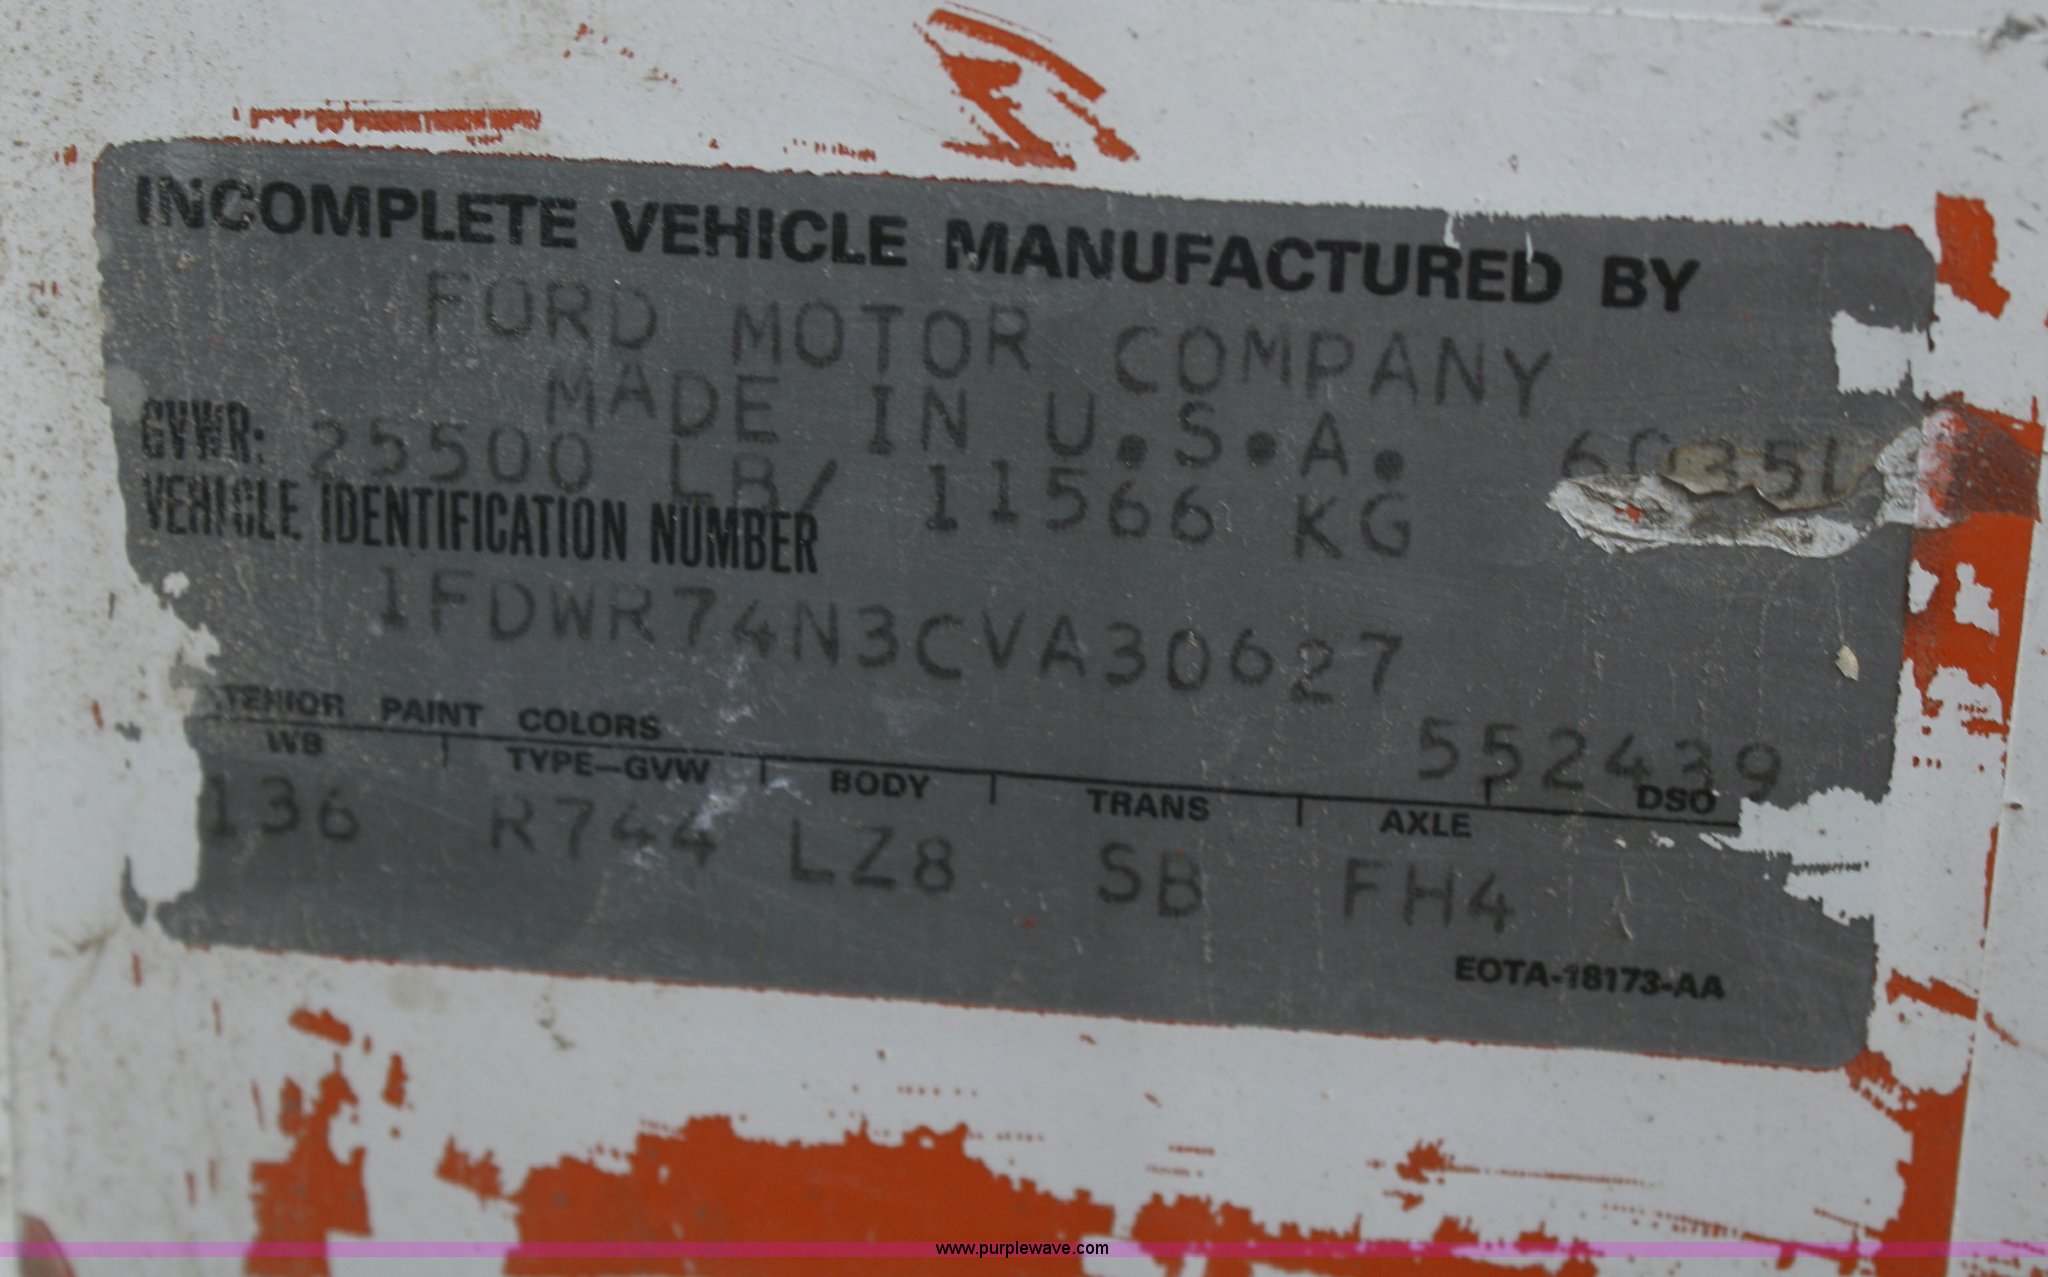 INCOMPLETE VEHICLE MANUFACTURED BY
FORD MOTOR COMPANY
MADE IN U.S.A.
GVWR: 25500 LB/ 11566 KG
VEHICLE IDENTIFICATION NUMBER
1FDWR74N3CVA30627
PAINT COLORS
552439
WB TYPE-GVW BODY TRANS AXLE DSO
136 R744 LZ8 SB FH4
EOTA-18173-AA
www.purplewave.com